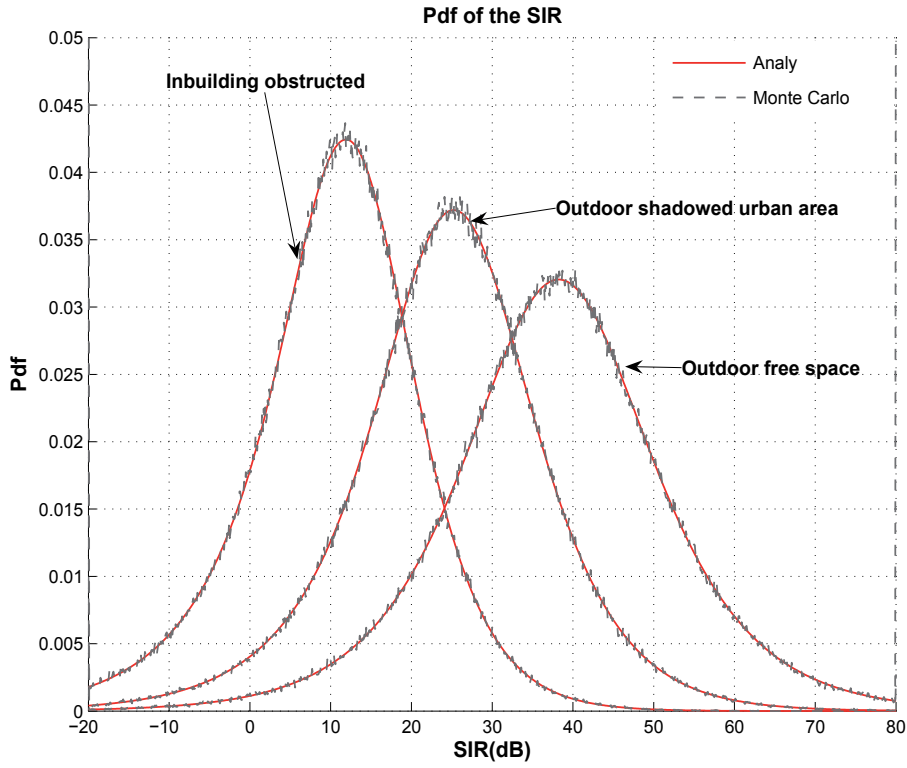 Pdf of the SIR
0.05
0.045
0.04
0.035
0.03
0.025
0.02
0.015
0.01
0.005
0
Pdf
Inbuilding obstructed
Analy
Monte Carlo
Outdoor shadowed urban area
Outdoor free space
−20 −10 0 10 20 30 40 50 60 70 80
SIR(dB)